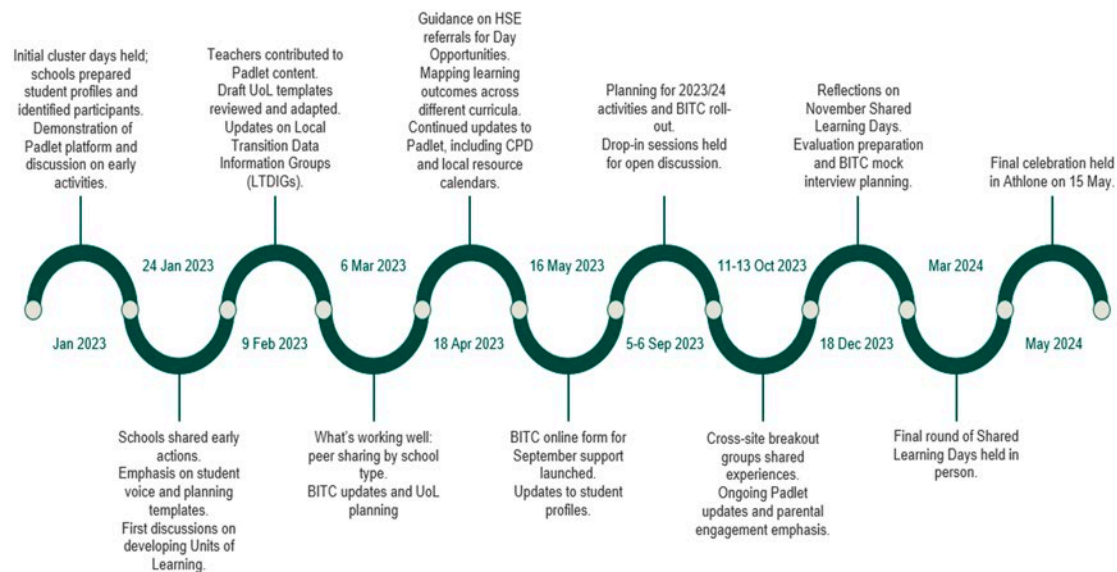 Initial cluster days held;
schools prepared
student profiles and
identified participants.
Demonstration of
Padlet platform and
discussion on early
activities.
Teachers contributed to
Padlet content.
Draft UoL templates
reviewed and adapted.
Updates on Local
Transition Data
Information Groups
(LTDIGs).
Guidance on HSE
referrals for Day
Opportunities.
Mapping learning
outcomes across
different curricula.
Continued updates to
Padlet, including CPD
and local resource
calendars.
Planning for 2023/24
activities and BITC roll-
out.
Drop-in sessions held
for open discussion.
Reflections on
November Shared
Learning Days.
Evaluation preparation
and BITC mock
interview planning.
Final celebration held
in Athlone on 15 May.
24 Jan 2023
6 Mar 2023
16 May 2023
11-13 Oct 2023
Mar 2024
Jan 2023
9 Feb 2023
18 Apr 2023
5-6 Sep 2023
18 Dec 2023
May 2024
Schools shared early
actions.
Emphasis on student
voice and planning
templates.
First discussions on
developing Units of
Learning.
What's working well:
peer sharing by school
type.
BITC updates and UoL
planning
BITC online form for
September support
launched.
Updates to student
profiles.
Cross-site breakout
groups shared
experiences.
Ongoing Padlet
updates and parental
engagement emphasis.
Final round of Shared
Learning Days held in
person.